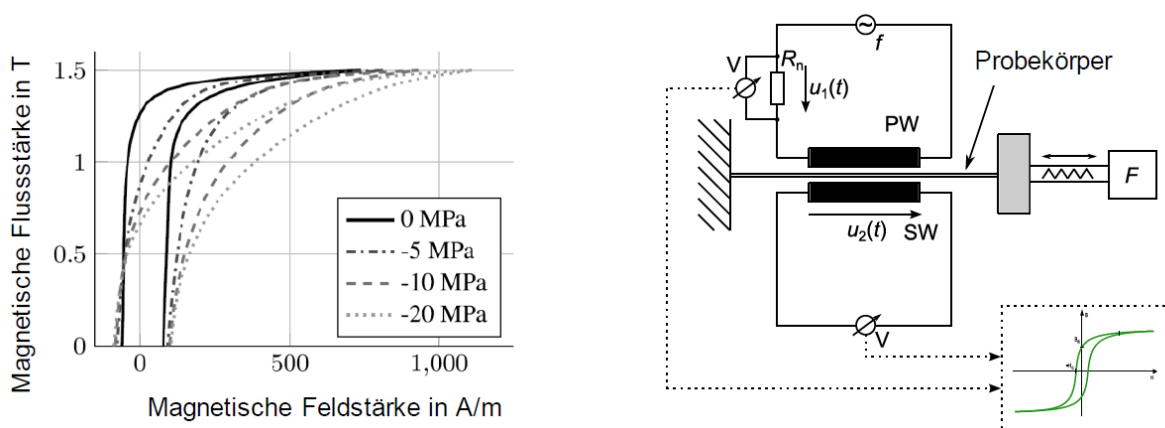 Magnetische Flussstärke in T
1.5
1
0.5
0
0 MPa
-5 MPa
-10 MPa
-20 MPa
0
500
1,000
Magnetische Feldstärke in A/m
f
V
Rn
u1(t)
Probekörper
PW
F
u2(t)
SW
V